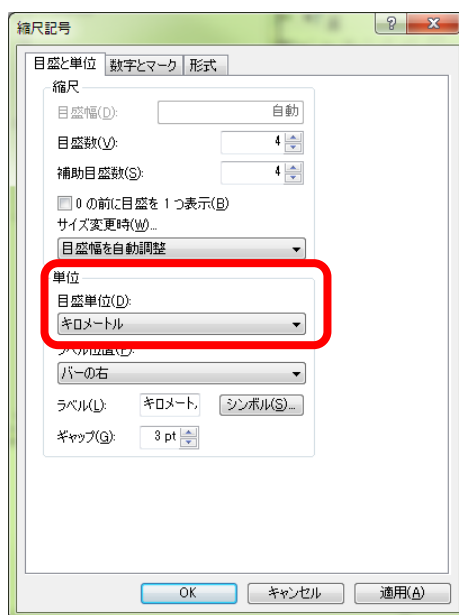 縮尺記号
目盛と単位 数字とマーク 形式
縮尺
目盛幅(D): 自動
目盛数(V): 4
補助目盛数(S): 4
0 の前に目盛を 1 つ表示(B)
サイズ変更時(W)...
目盛幅を自動調整
単位
目盛単位(D):
キロメートル
ラベル位置(P):
バーの右
ラベル(L): キロメート, シンボル(S)...
ギャップ(G): 3 pt
OK キャンセル 適用(A)